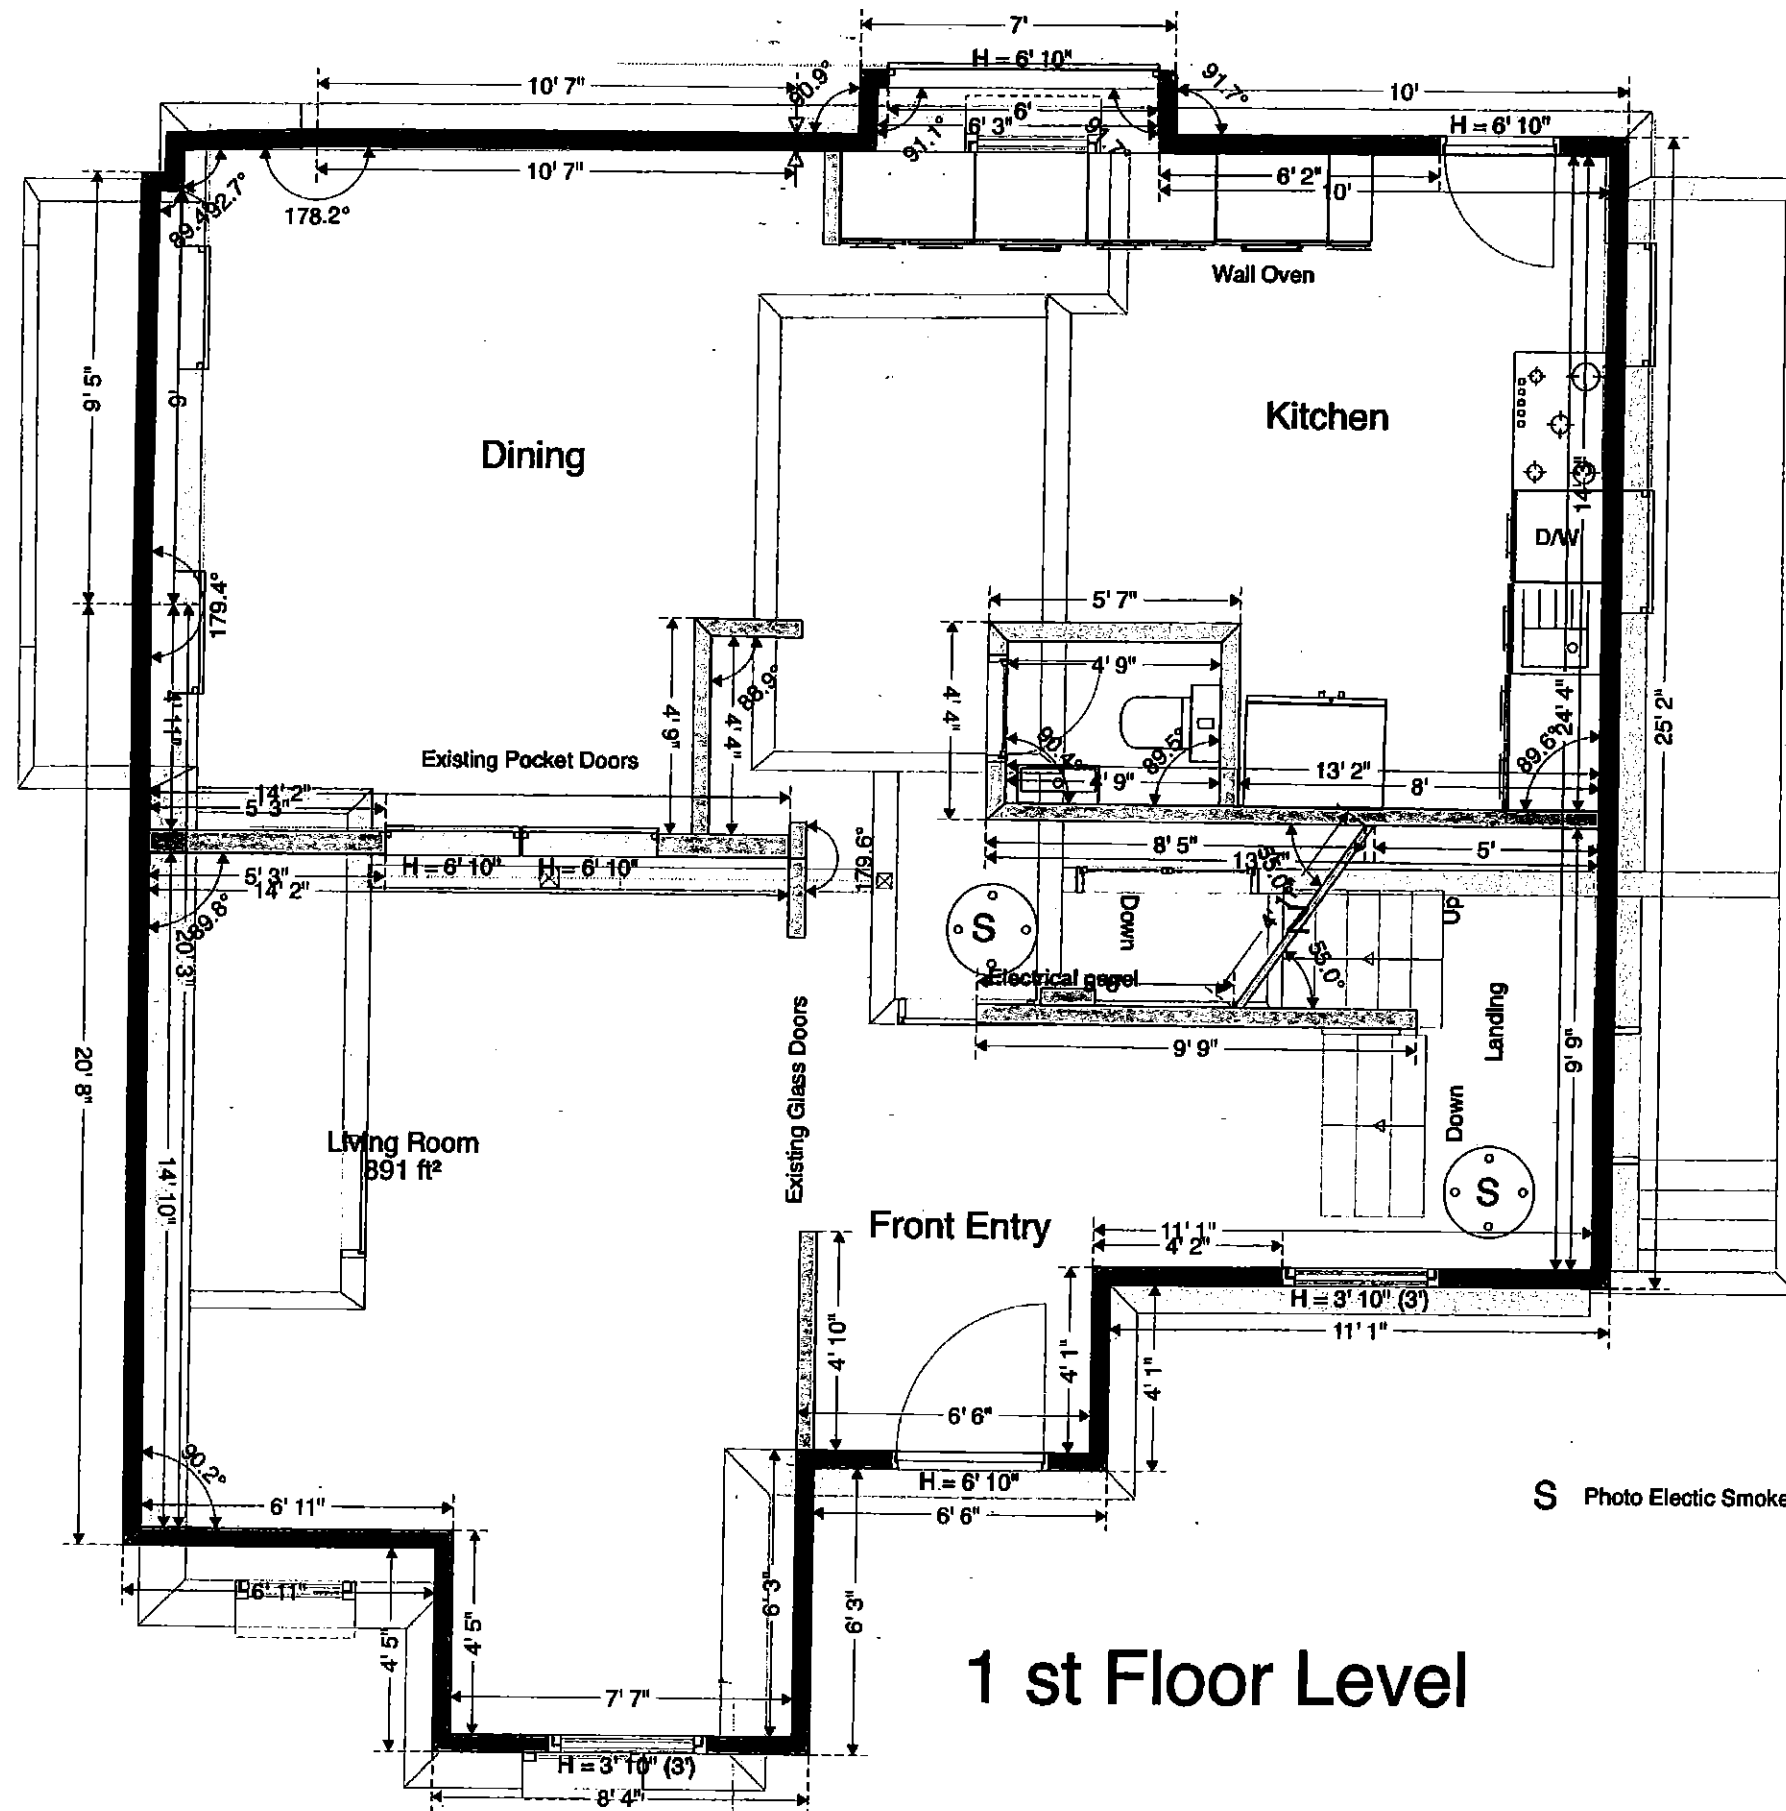 7'
H = 6' 10"
10' 7"
90.9°
91.7°
10'
6'
6' 3"
H = 6' 10"
91.1°
10' 7"
6' 2"
10'
92.7°
178.2°
Wall Oven
9' 5"
Kitchen
Dining
14' 3"
D/W
179.4°
5' 7"
4' 9"
4' 4"
88.9°
4' 6"
4' 4"
24' 4"
25' 2"
4' 11"
Existing Pocket Doors
90.4°
89.5°
89.6°
13' 2"
14' 2"
5' 3"
8'
H = 6' 10"
H = 6' 10"
179.6°
8' 5"
5'
5' 3"
14' 2"
89.8°
20' 3"
S
Down
Up
55.0°
Electrical panel
Landing
9' 9"
9' 9"
20' 8"
Existing Glass Doors
Down
Living Room
891 ft²
14' 10"
S
Front Entry
11' 1"
4' 2"
H = 3' 10" (3')
11' 1"
4' 10"
4' 1"
4' 1"
6' 6"
90.2°
H = 6' 10"
6' 6"
6' 11"
S Photo Electic Smoke
6' 11"
4' 5"
4' 5"
6' 3"
6' 3"
7' 7"
1 st Floor Level
H = 3' 10" (3')
8' 4"